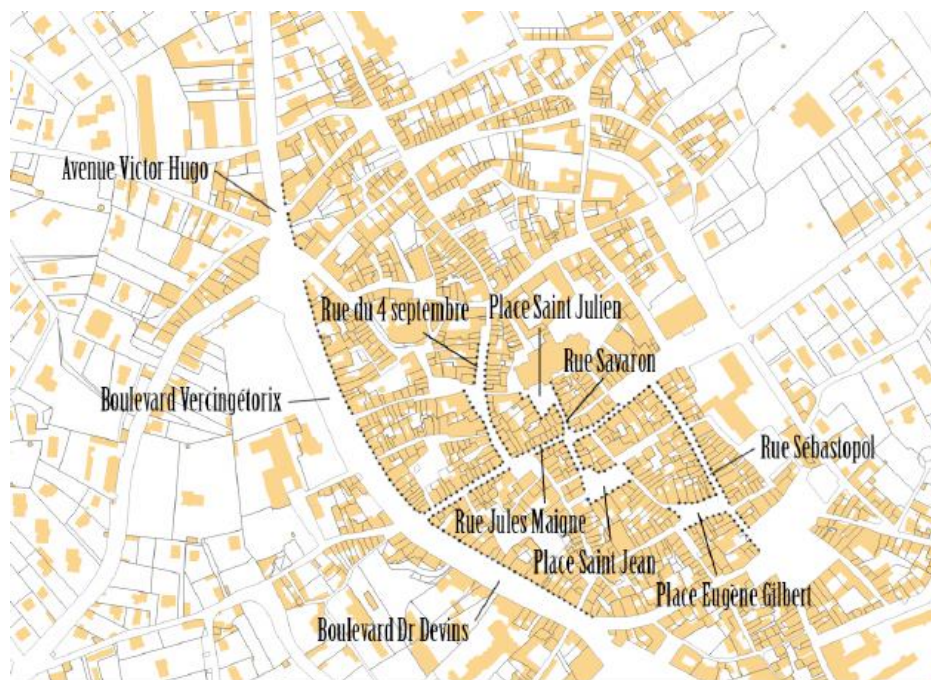 Avenue Victor Hugo
Rue du 4 septembre
Place Saint Julien
Rue Savaron
Boulevard Vercingétorix
Rue Sébastopol
Rue Jules Maigne
Place Saint Jean
Place Eugène Gilbert
Boulevard Dr Devins